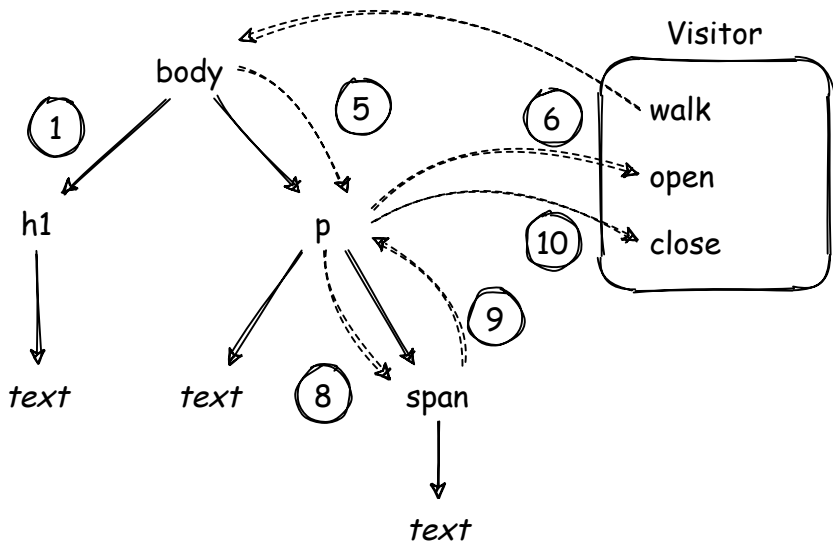 Visitor
body
1
5
6
walk
open
h1
p
10
close
9
text
text
8
span
text